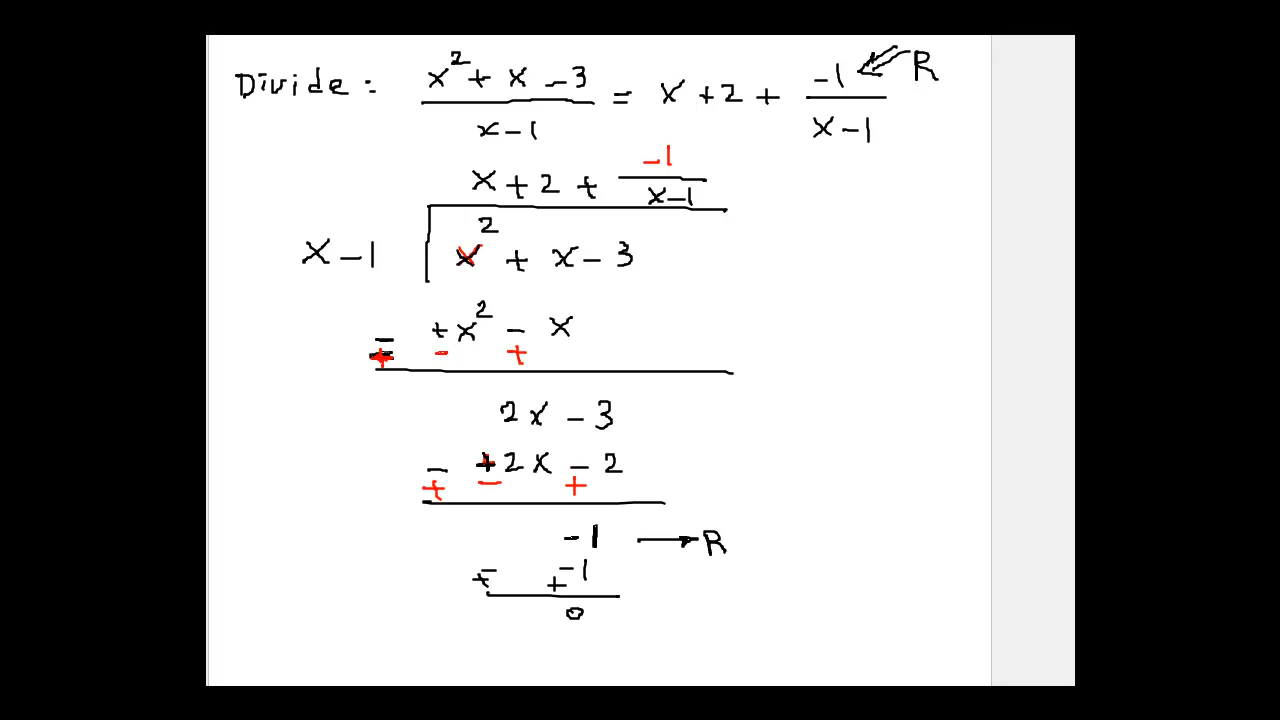 Divide : (x² + x - 3)/(x - 1) = x + 2 + (-1)/(x - 1) ⇐ R
x + 2 + (-1)/(x - 1)
x - 1 x² + x - 3
- +x² - x
+ - +
2x - 3
- +2x - 2
+ - +
-1 → R
- -1
+ +
0